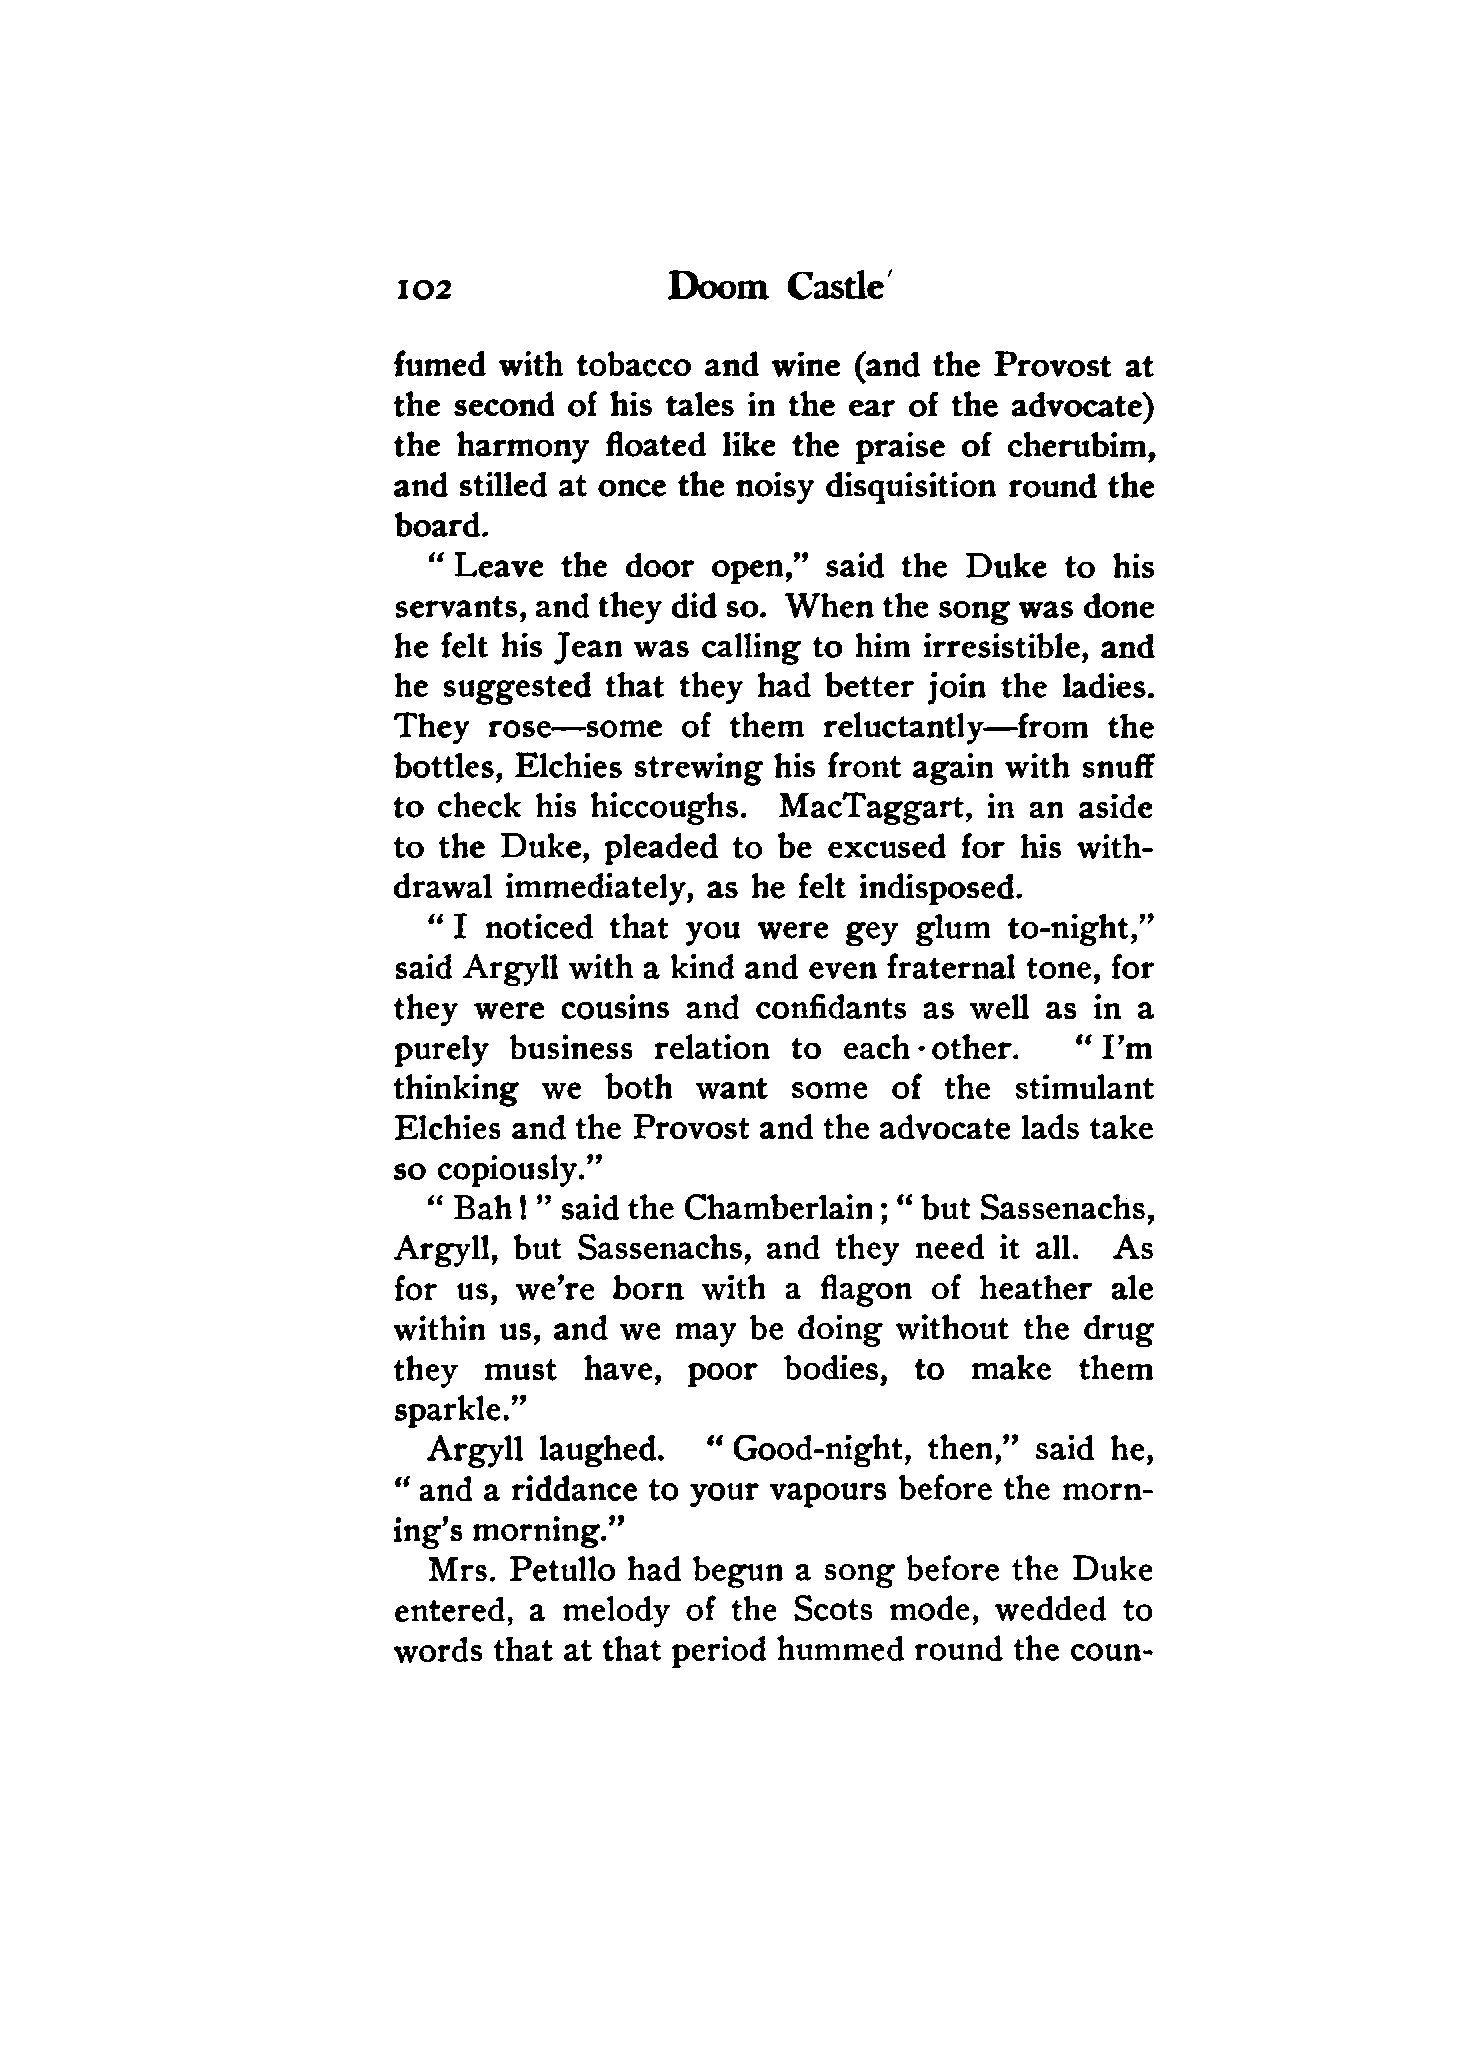 102 Doom Castle
fumed with tobacco and wine (and the Provost at
the second of his tales in the ear of the advocate)
the harmony floated like the praise of cherubim,
and stilled at once the noisy disquisition round the
board.
“Leave the door open,” said the Duke to his
servants, and they did so. When the song was done
he felt his Jean was calling to him irresistible, and
he suggested that they had better join the ladies.
They rose—some of them reluctantly—from the
bottles, Elchies strewing his front again with snuff
to check his hiccoughs. MacTaggart, in an aside
to the Duke, pleaded to be excused for his with-
drawal immediately, as he felt indisposed.
“I noticed that you were gey glum to-night,”
said Argyll with a kind and even fraternal tone, for
they were cousins and confidants as well as in a
purely business relation to each·other. “I’m
thinking we both want some of the stimulant
Elchies and the Provost and the advocate lads take
so copiously.”
“Bah!” said the Chamberlain; “but Sassenachs,
Argyll, but Sassenachs, and they need it all. As
for us, we’re born with a flagon of heather ale
within us, and we may be doing without the drug
they must have, poor bodies, to make them
sparkle.”
Argyll laughed. “Good-night, then,” said he,
“and a riddance to your vapours before the morn-
ing’s morning.”
Mrs. Petullo had begun a song before the Duke
entered, a melody of the Scots mode, wedded to
words that at that period hummed round the coun-